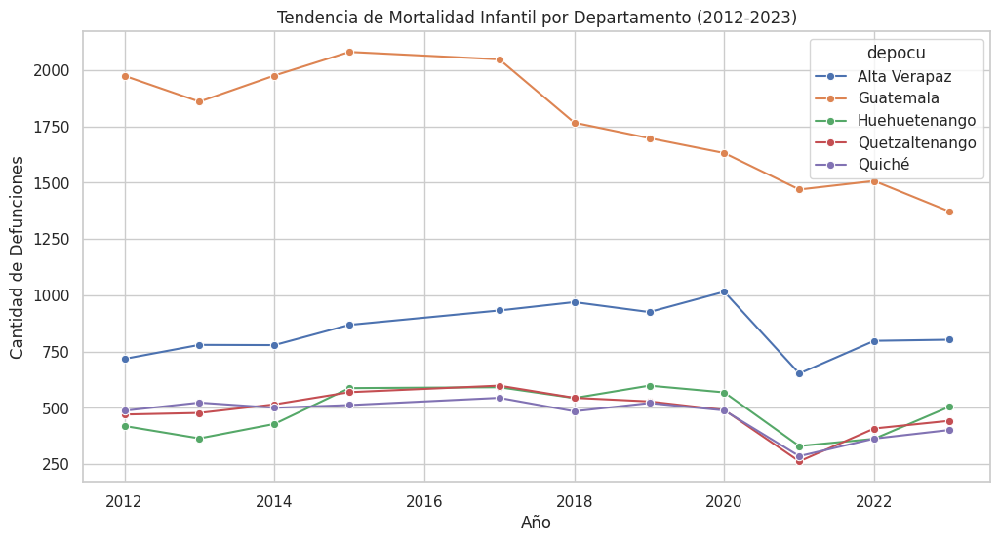 Tendencia de Mortalidad Infantil por Departamento (2012-2023)
Cantidad de Defunciones
2000
1750
1500
1250
1000
750
500
250
depocu
Alta Verapaz
Guatemala
Huehuetenango
Quetzaltenango
Quiché
2012
2014
2016
2018
2020
2022
Año